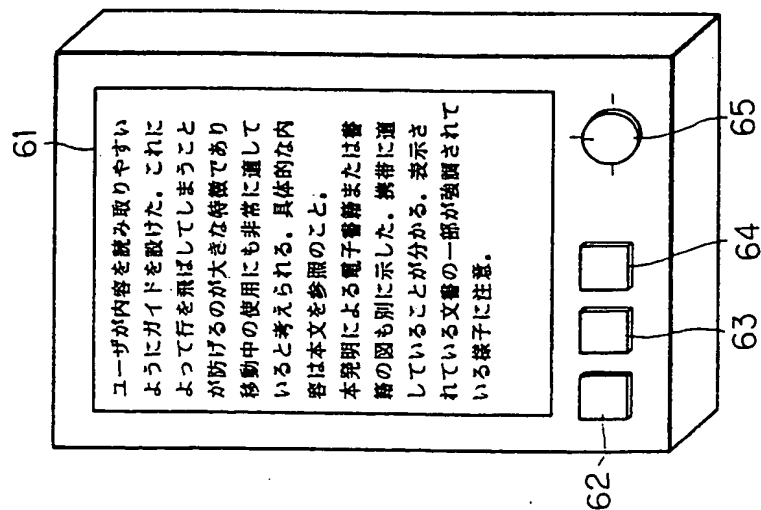 61
ユーザが内容を読み取りやすい
ようにガイドを設けた。これに
よって行を飛ばしてしまうこと
が防げるのが大きな特徴であり
移動中の使用にも非常に適して
いると考えられる。具体的な内
容は本文を参照のこと。
本発明による電子書籍または書
籍の図も別に示した。携帯に適
していることが分かる。表示さ
れている文書の一部が強調されて
いる様子に注意。
62
63
64
65